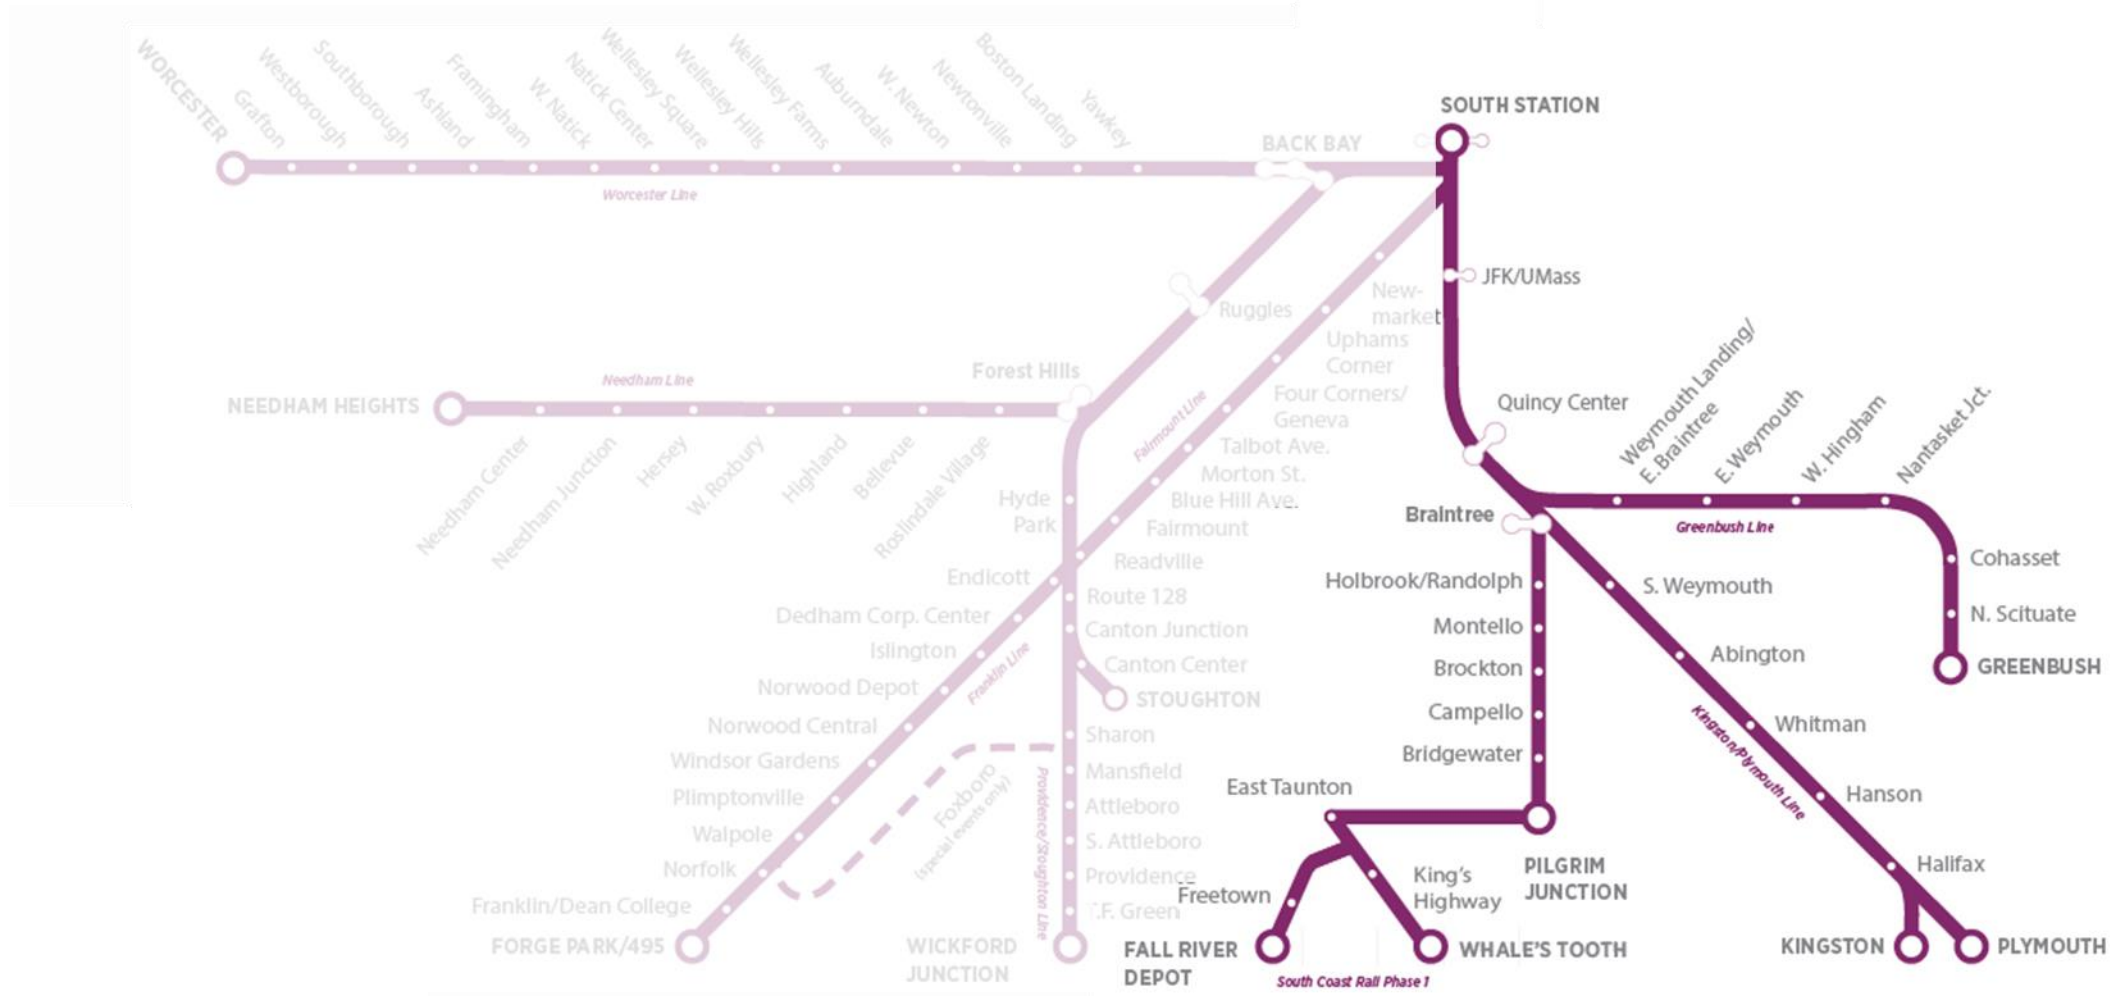 WORCESTER
Grafton
Westborough
Southborough
Ashland
Framingham
W. Natick
Natick Center
Wellesley Square
Wellesley Hills
Wellesley Farms
Auburndale
W. Newton
Newtonville
Boston Landing
Yawkey
BACK BAY
SOUTH STATION
Worcester Line
JFK/UMass
Ruggles
New-
market
Uphams
Corner
Four Corners/
Geneva
Talbot Ave.
Morton St.
Blue Hill Ave.
Fairmount
Readville
Fairmount Line
Forest Hills
Needham Line
NEEDHAM HEIGHTS
Needham Center
Needham Junction
Hersey
W. Roxbury
Highland
Bellevue
Roslindale Village
Hyde
Park
Endicott
Dedham Corp. Center
Islington
Norwood Depot
Norwood Central
Windsor Gardens
Plimptonville
Walpole
Norfolk
Franklin/Dean College
FORGE PARK/495
Franklin Line
Route 128
Canton Junction
Canton Center
STOUGHTON
Sharon
Mansfield
Attleboro
S. Attleboro
Providence
T.F. Green
WICKFORD
JUNCTION
Providence/Stoughton Line
Foxboro
(special events only)
Quincy Center
Braintree
Weymouth Landing/
E. Braintree
E. Weymouth
W. Hingham
Nantasket Jct.
Greenbush Line
Cohasset
N. Scituate
GREENBUSH
Holbrook/Randolph
Montello
Brockton
Campello
Bridgewater
PILGRIM
JUNCTION
East Taunton
Freetown
FALL RIVER
DEPOT
King's
Highway
WHALE'S TOOTH
South Coast Rail Phase 1
S. Weymouth
Abington
Whitman
Hanson
Halifax
Kingston/Plymouth Line
KINGSTON
PLYMOUTH